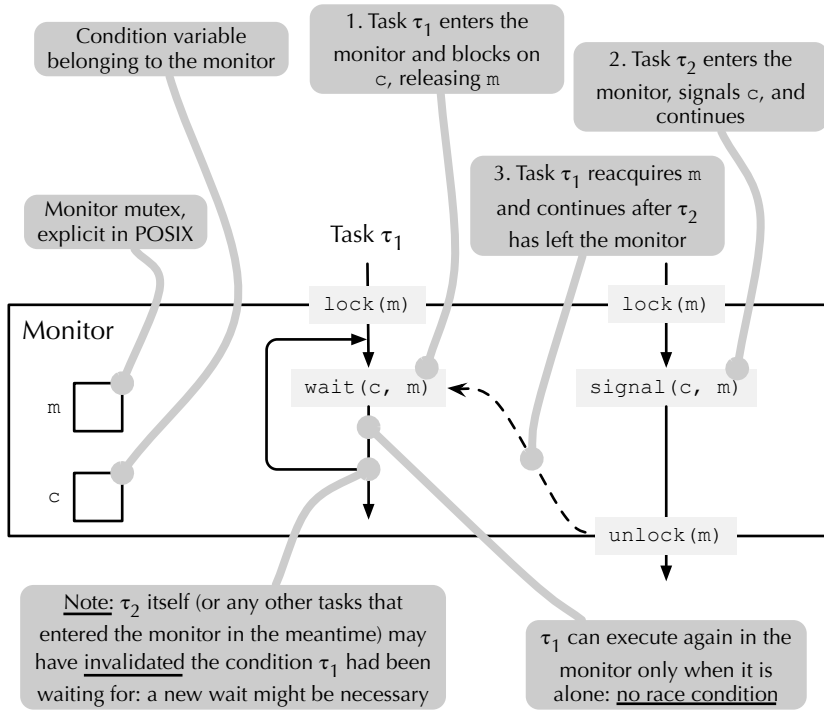 Condition variable
belonging to the monitor
1. Task τ1 enters the
monitor and blocks on
c, releasing m
2. Task τ2 enters the
monitor, signals c, and
continues
3. Task τ1 reacquires m
and continues after τ2
has left the monitor
Monitor mutex,
explicit in POSIX
Task τ1
lock(m)
lock(m)
Monitor
wait(c, m)
signal(c, m)
m
c
unlock(m)
Note: τ2 itself (or any other tasks that
entered the monitor in the meantime) may
have invalidated the condition τ1 had been
waiting for: a new wait might be necessary
τ1 can execute again in the
monitor only when it is
alone: no race condition